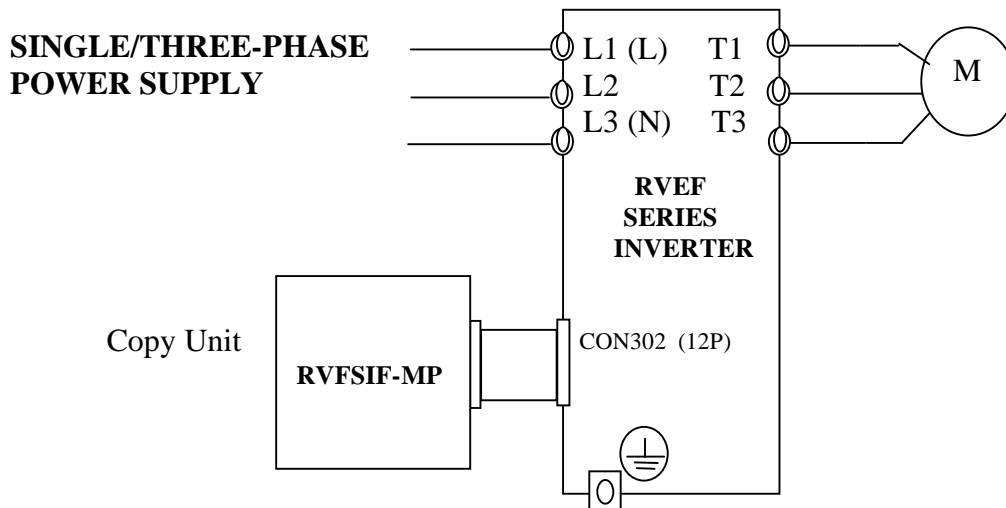 SINGLE/THREE-PHASE
POWER SUPPLY
L1 (L) T1
L2 T2
L3 (N) T3
M
RVEF
SERIES
INVERTER
Copy Unit
RVFSIF-MP
CON302 (12P)